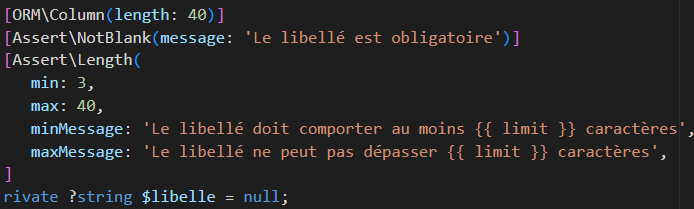 [ORM\Column(length: 40)]
[Assert\NotBlank(message: 'Le libellé est obligatoire')]
[Assert\Length(
min: 3,
max: 40,
minMessage: 'Le libellé doit comporter au moins {{ limit }} caractères',
maxMessage: 'Le libellé ne peut pas dépasser {{ limit }} caractères',
]
rivate ?string $libelle = null;